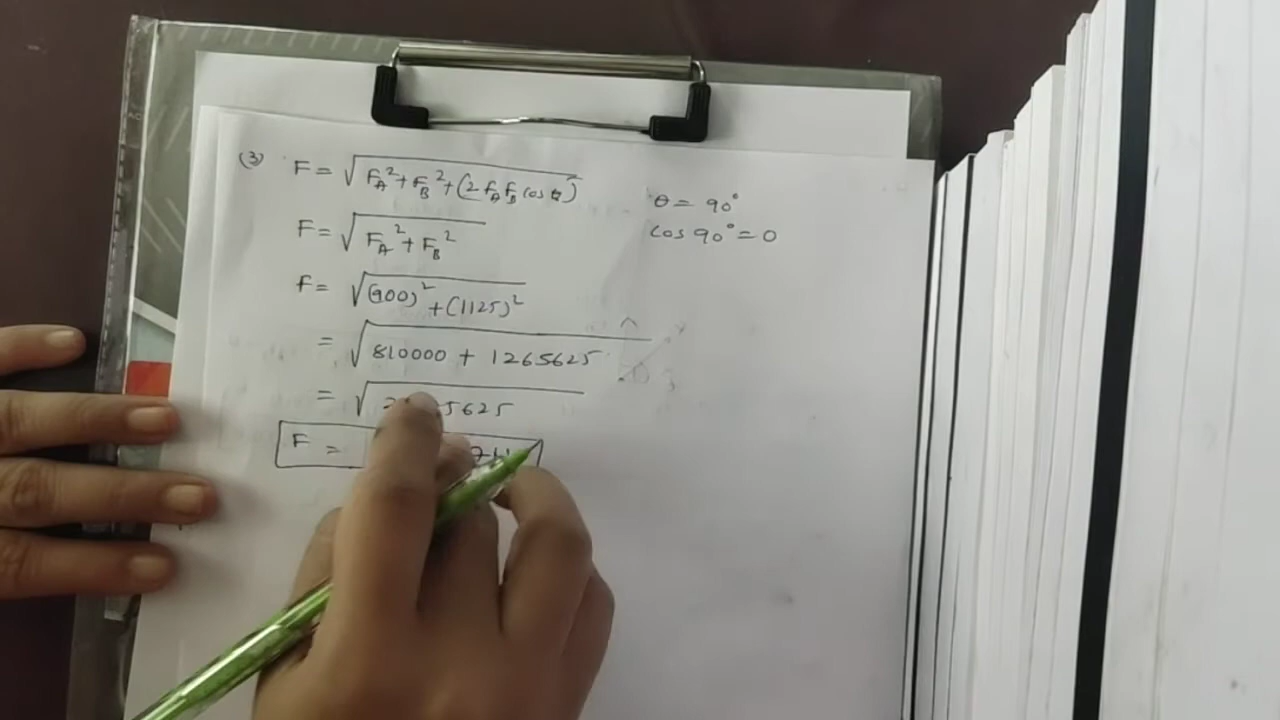 (3) F = √(F_A² + F_B² + (2 F_A F_B cos θ))
θ = 90°
F = √(F_A² + F_B²)
cos 90° = 0
F = √((900)² + (1125)²)
= √(810000 + 1265625)
= √ 5625
F =